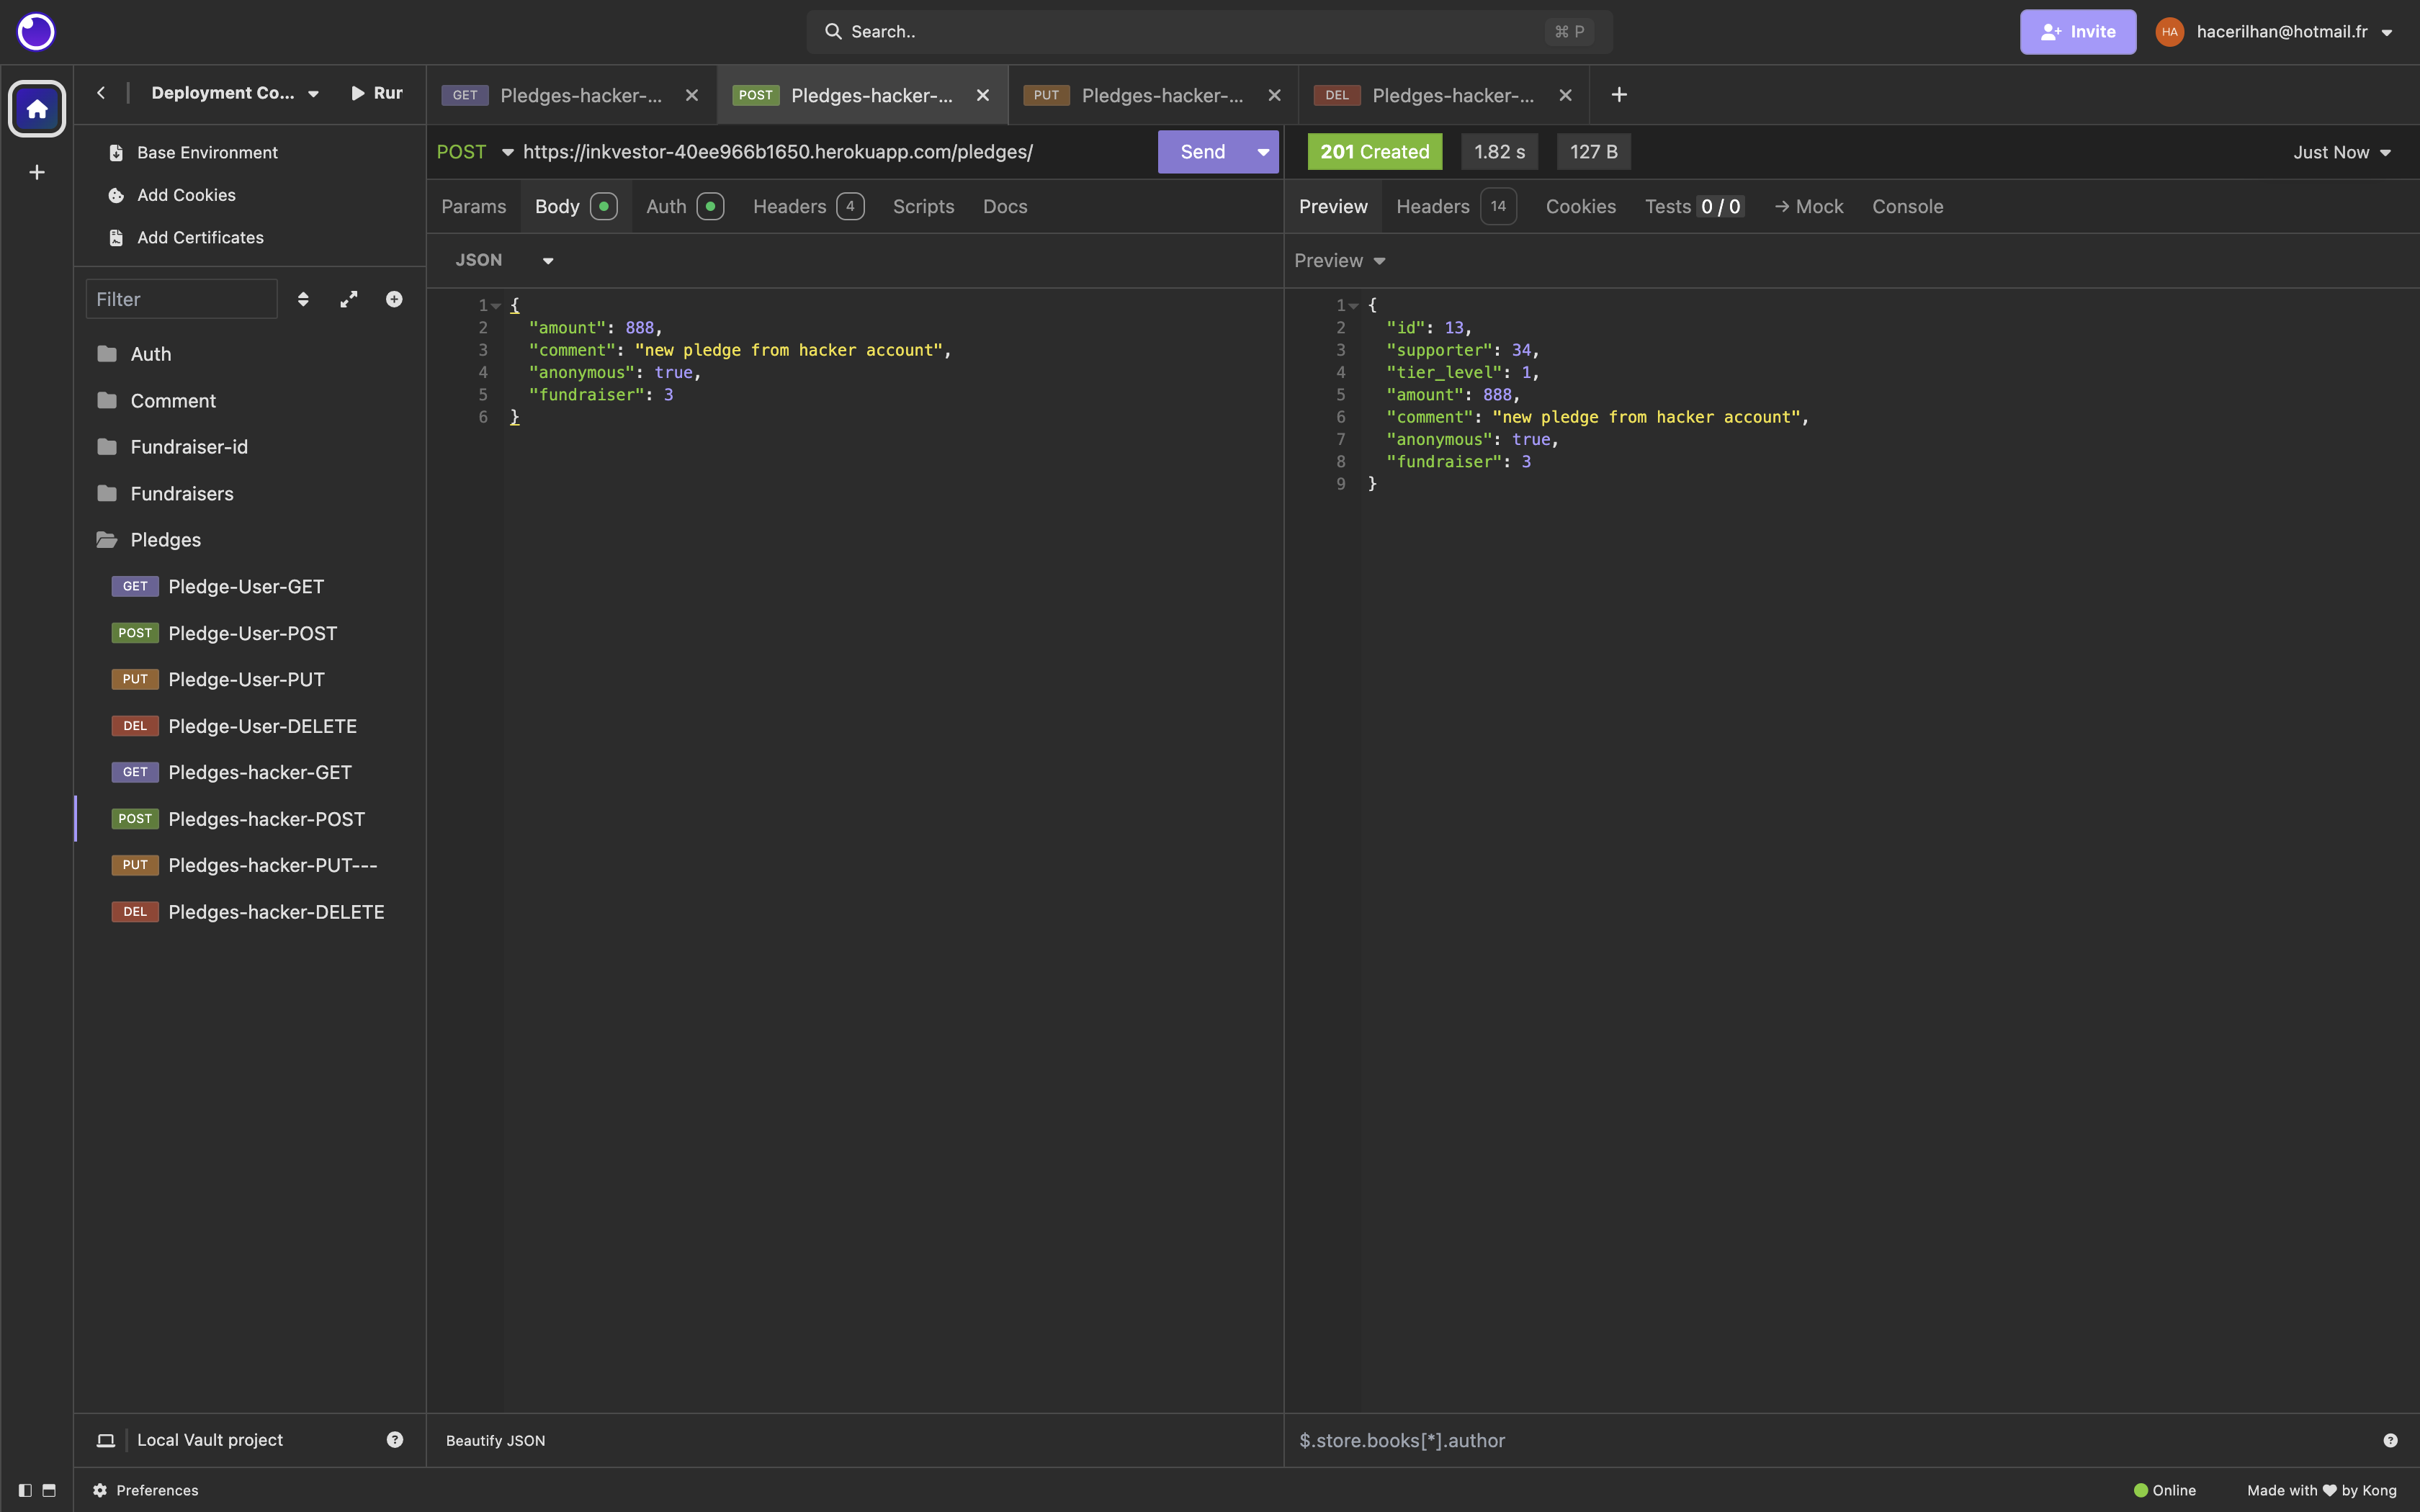 Search..
⌘ P
Invite
HA
hacerilhan@hotmail.fr
Deployment Co...
Rur
GET Pledges-hacker-...
POST Pledges-hacker-...
PUT Pledges-hacker-...
DEL Pledges-hacker-...
Base Environment
Add Cookies
Add Certificates
Filter
Auth
Comment
Fundraiser-id
Fundraisers
Pledges
GET Pledge-User-GET
POST Pledge-User-POST
PUT Pledge-User-PUT
DEL Pledge-User-DELETE
GET Pledges-hacker-GET
POST Pledges-hacker-POST
PUT Pledges-hacker-PUT---
DEL Pledges-hacker-DELETE
POST https://inkvestor-40ee966b1650.herokuapp.com/pledges/ Send
Params Body Auth Headers 4 Scripts Docs
JSON
1 {
2 "amount": 888,
3 "comment": "new pledge from hacker account",
4 "anonymous": true,
5 "fundraiser": 3
6 }
201 Created 1.82 s 127 B Just Now
Preview Headers 14 Cookies Tests 0 / 0 → Mock Console
Preview
1 {
2 "id": 13,
3 "supporter": 34,
4 "tier_level": 1,
5 "amount": 888,
6 "comment": "new pledge from hacker account",
7 "anonymous": true,
8 "fundraiser": 3
9 }
Local Vault project ?
Beautify JSON
$.store.books[*].author ?
Preferences
Online
Made with ♥ by Kong